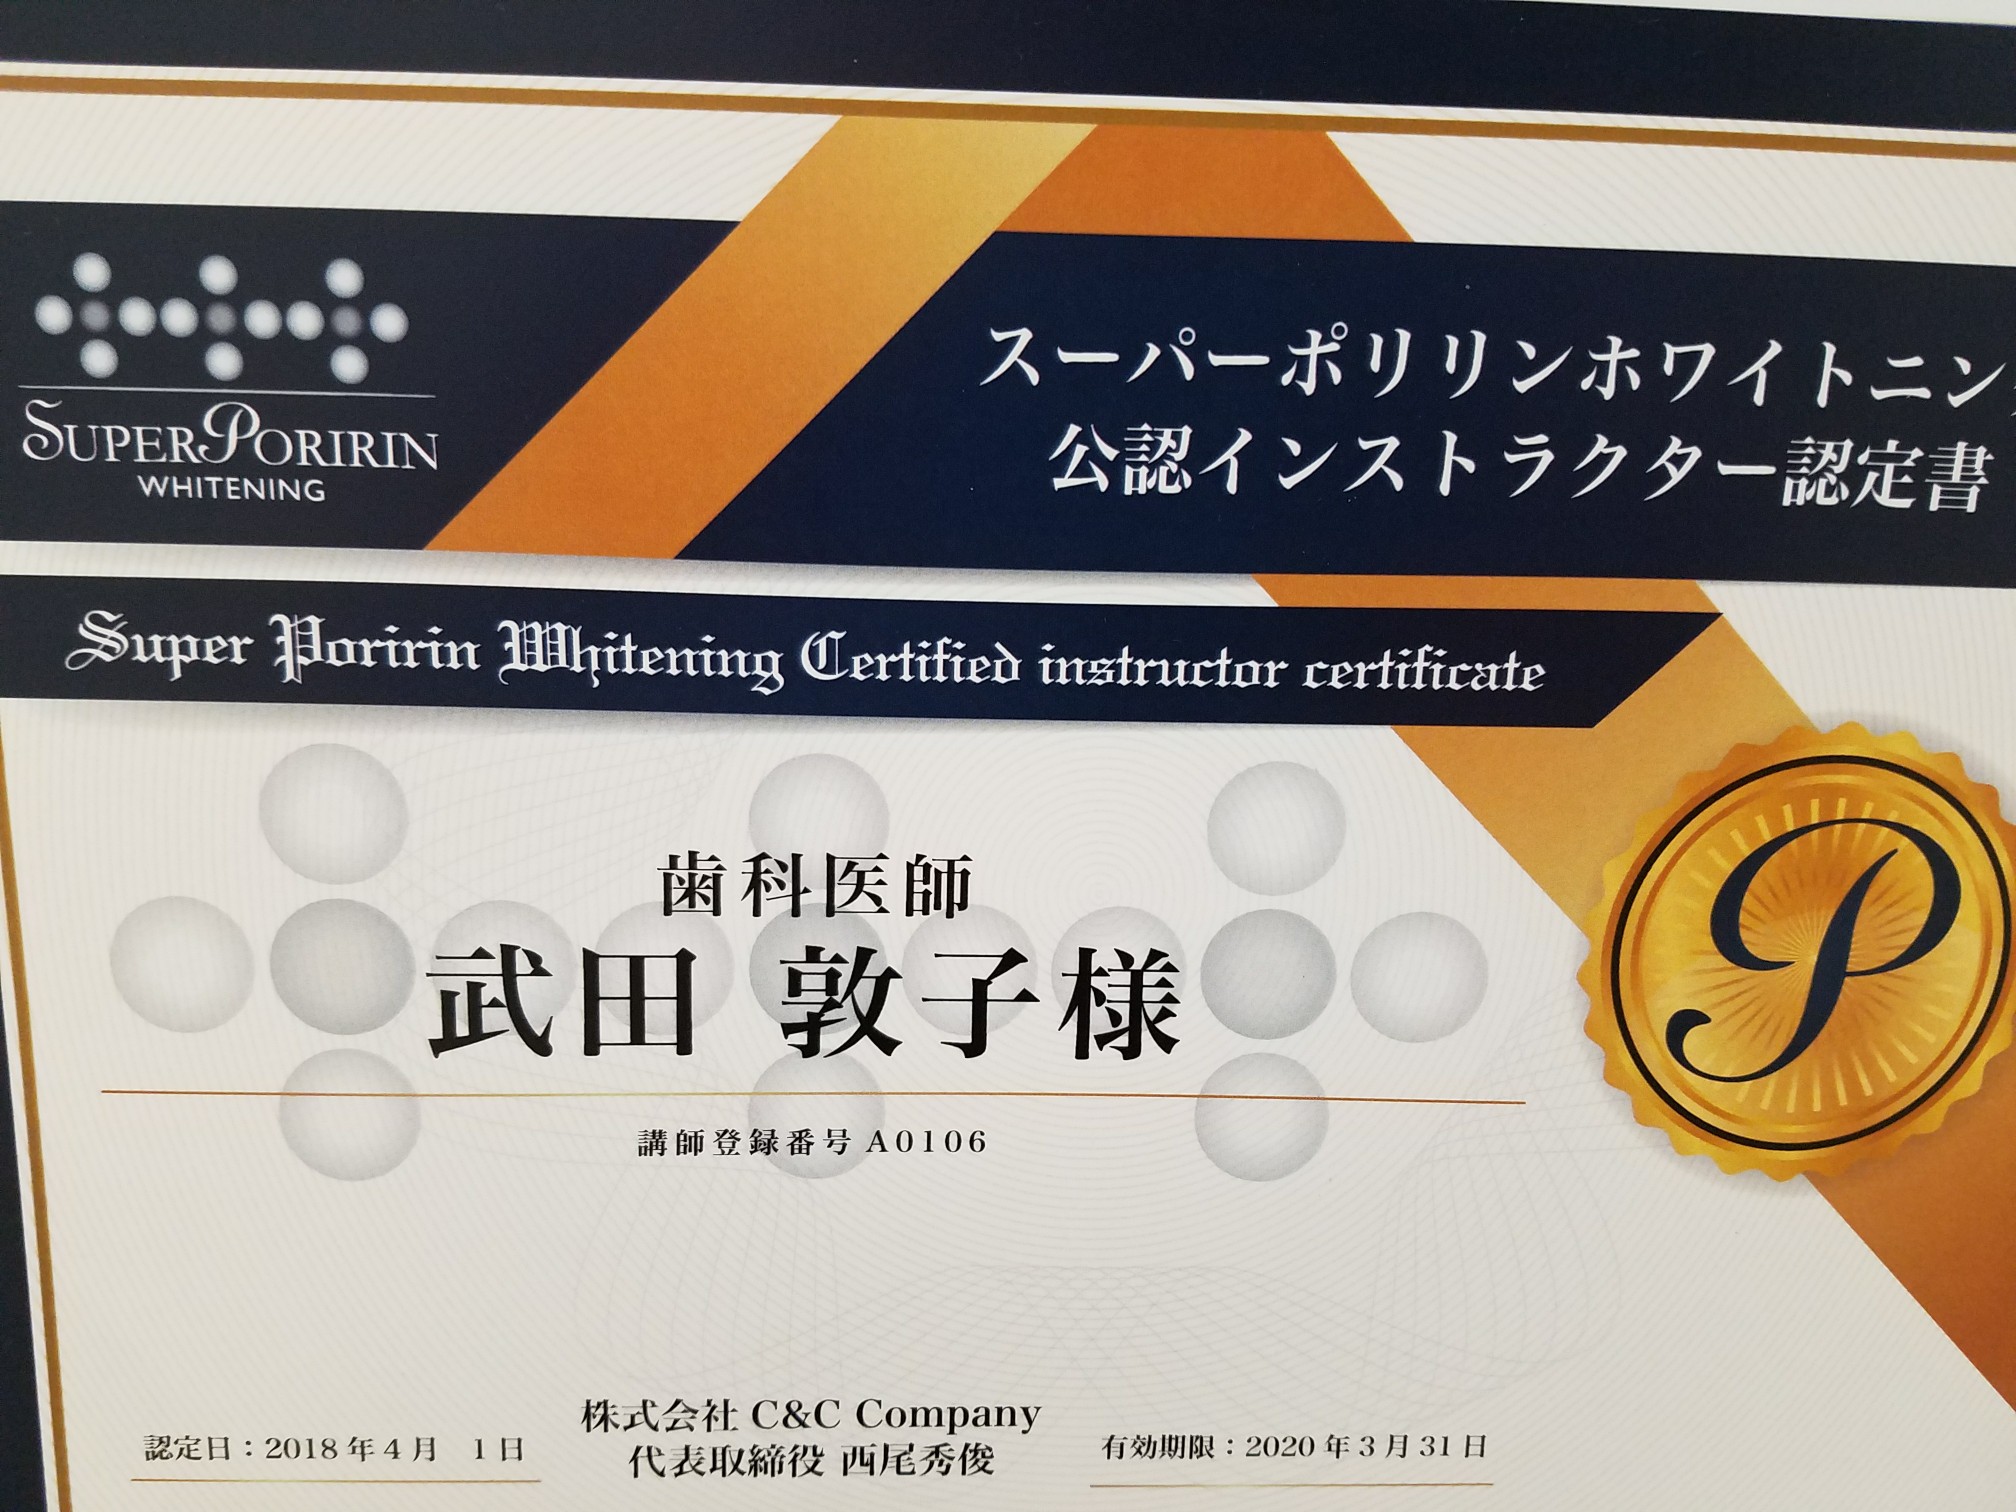 SUPER PORIRIN
WHITENING
スーパーポリリンホワイトニン
公認インストラクター認定書
Super Poririn Whitening Certified instructor certificate
P
歯科医師
武田 敦子様
講師登録番号 A0106
認定日：2018年4月 1日
株式会社 C&C Company
代表取締役 西尾秀俊
有効期限：2020年3月31日